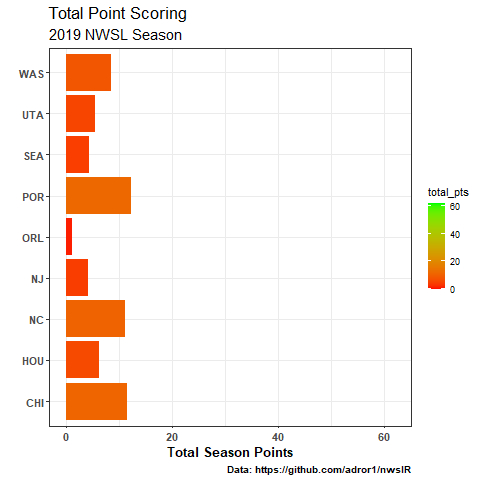 Total Point Scoring
2019 NWSL Season
WAS
UTA
SEA
POR
ORL
NJ
NC
HOU
CHI
0 20 40 60
Total Season Points
Data: https://github.com/adror1/nwslR
total_pts
60
40
20
0